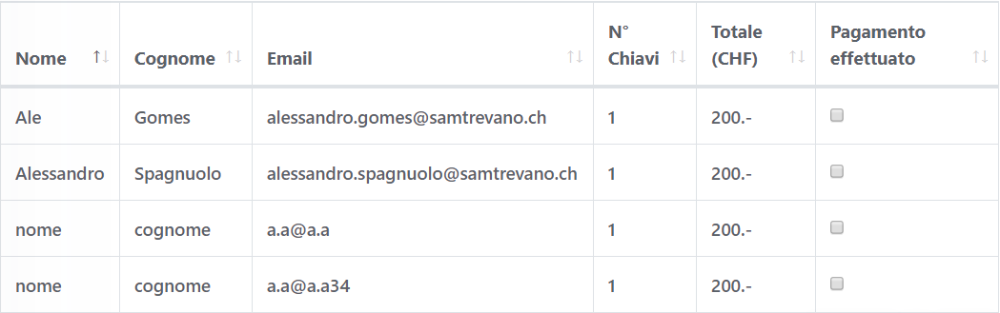 Nome Cognome Email N° Chiavi Totale (CHF) Pagamento effettuato
Ale Gomes alessandro.gomes@samtrevano.ch 1 200.-
Alessandro Spagnuolo alessandro.spagnuolo@samtrevano.ch 1 200.-
nome cognome a.a@a.a 1 200.-
nome cognome a.a@a.a34 1 200.-